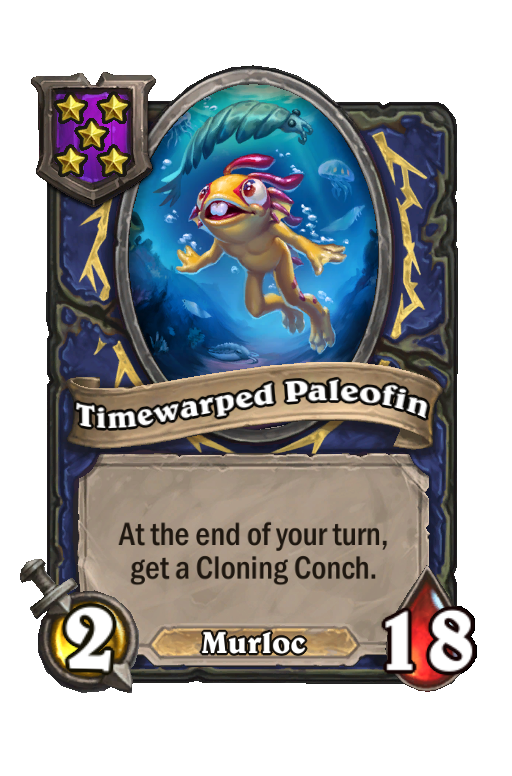 Timewarped Paleofin
At the end of your turn,
get a Cloning Conch.
Murloc
2
18